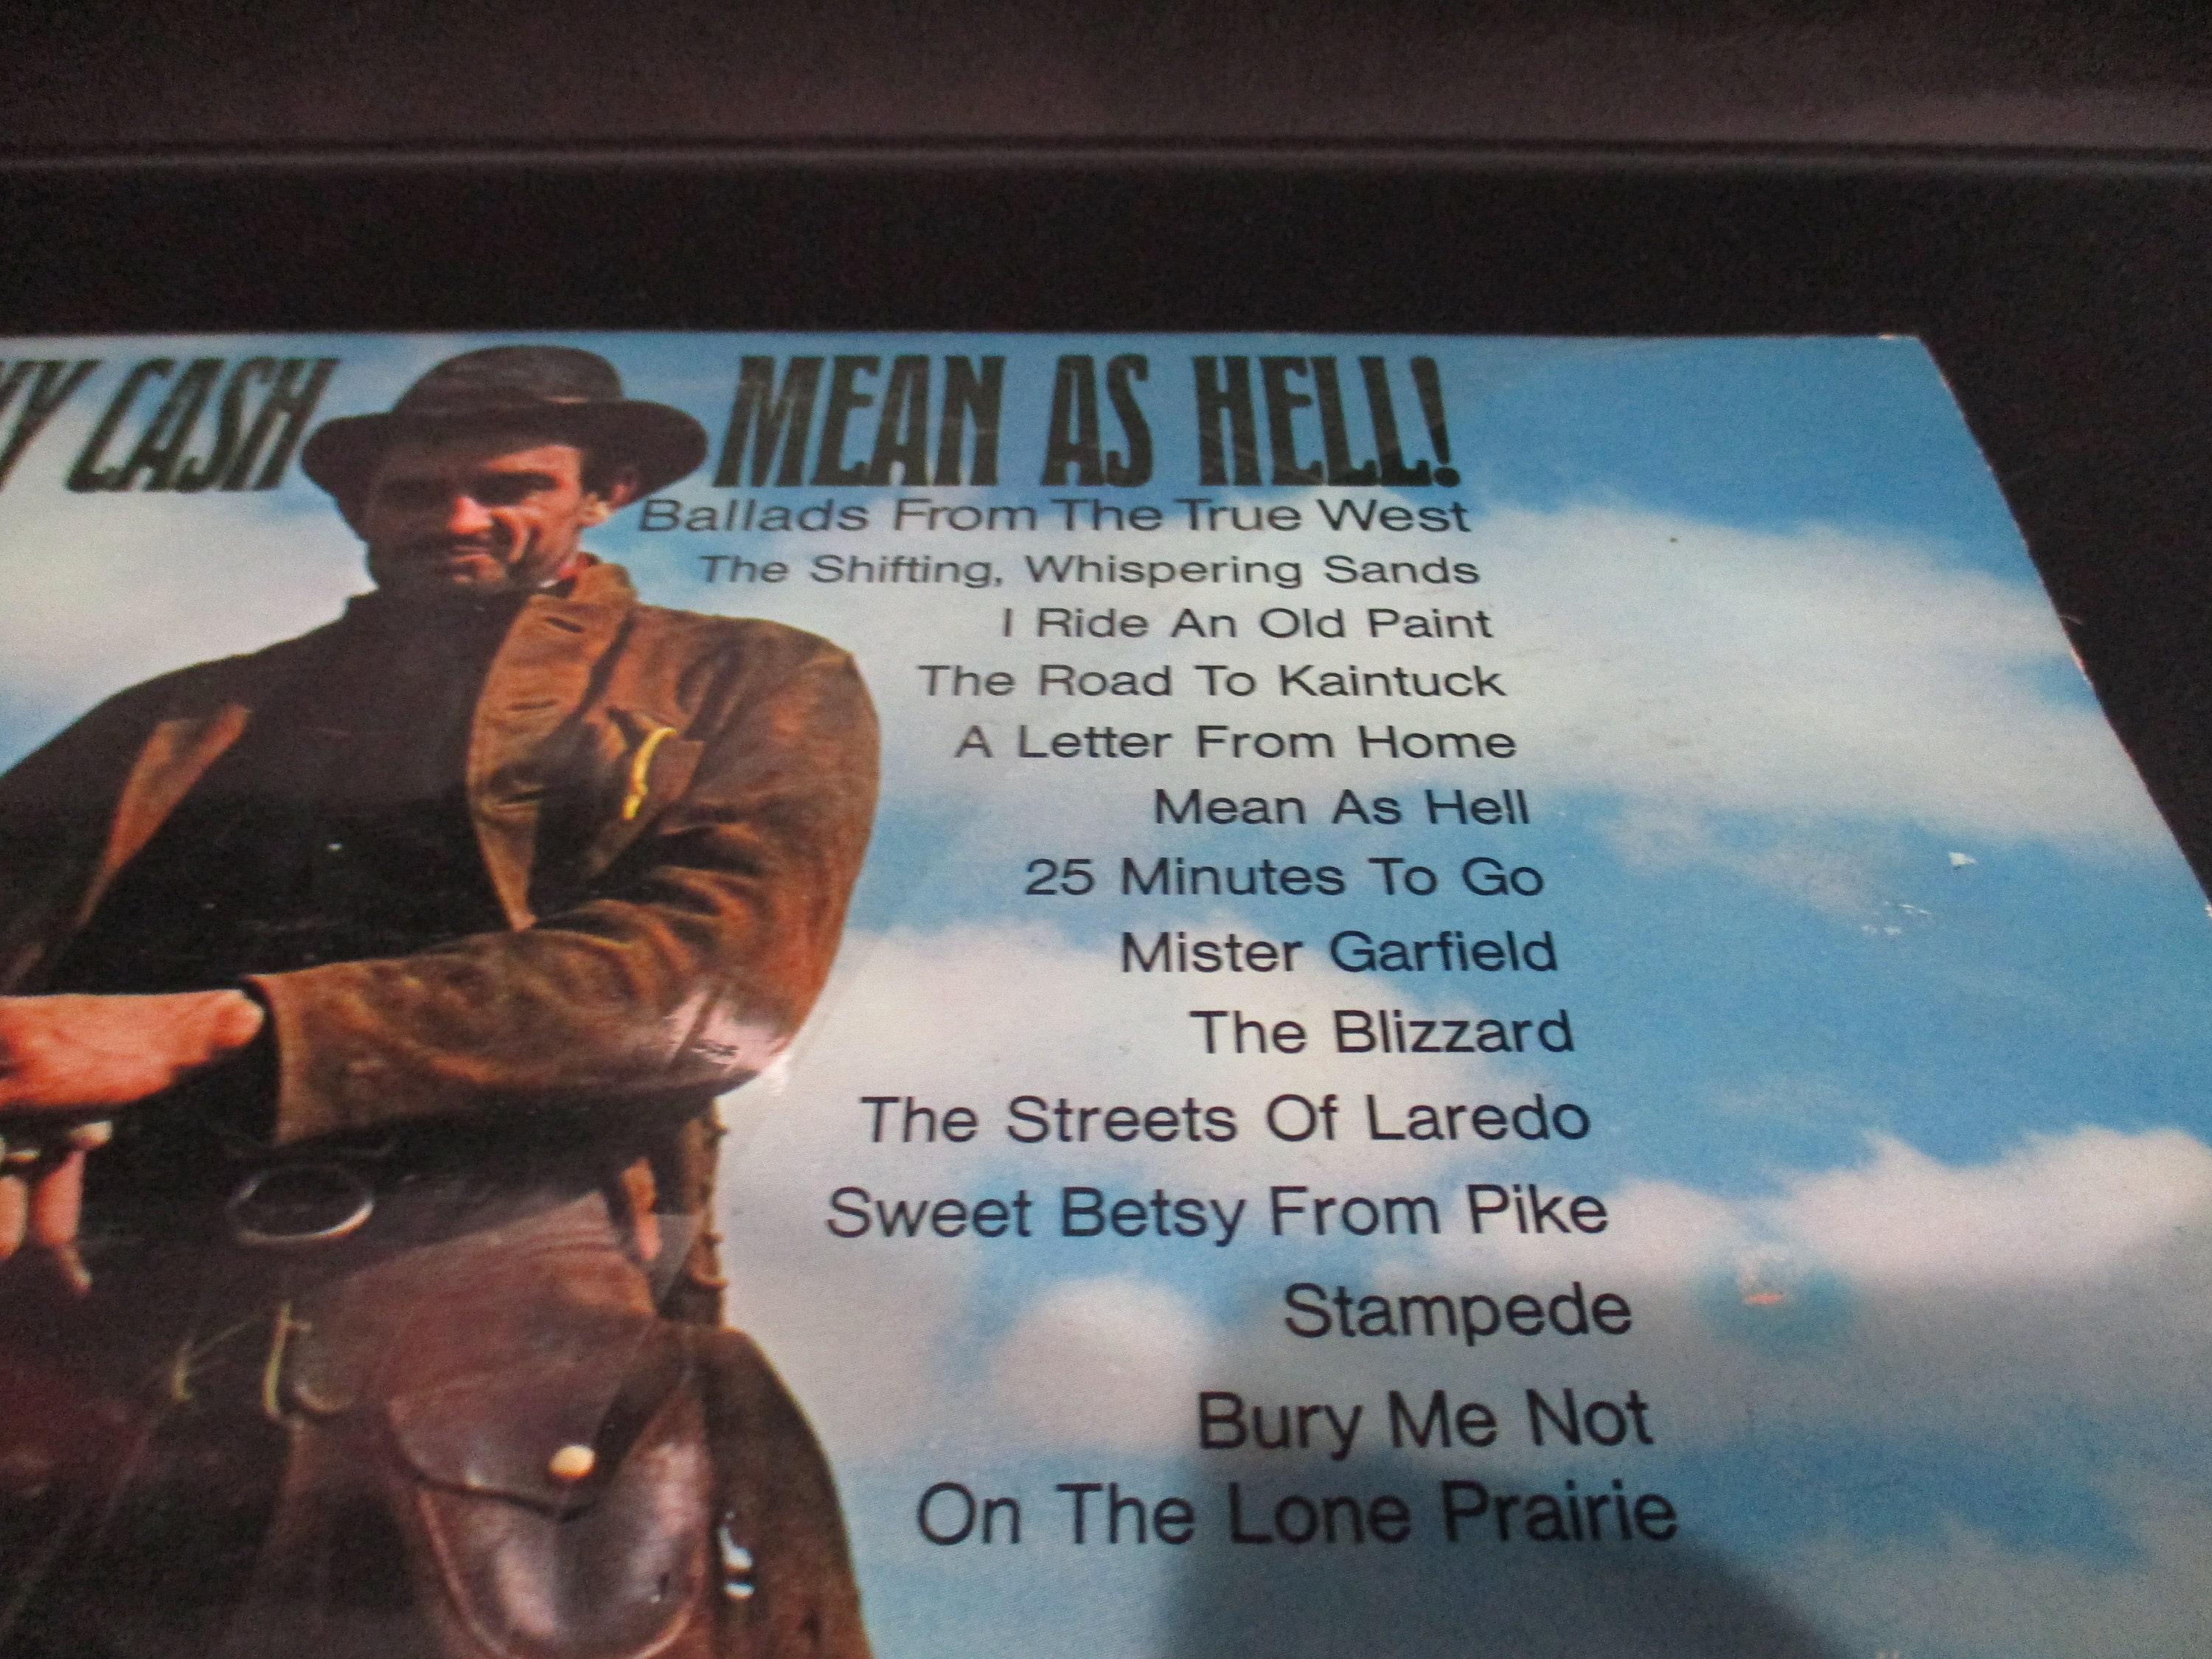 NY CASH MEAN AS HELL!
Ballads From The True West
The Shifting, Whispering Sands
I Ride An Old Paint
The Road To Kaintuck
A Letter From Home
Mean As Hell
25 Minutes To Go
Mister Garfield
The Blizzard
The Streets Of Laredo
Sweet Betsy From Pike
Stampede
Bury Me Not
On The Lone Prairie